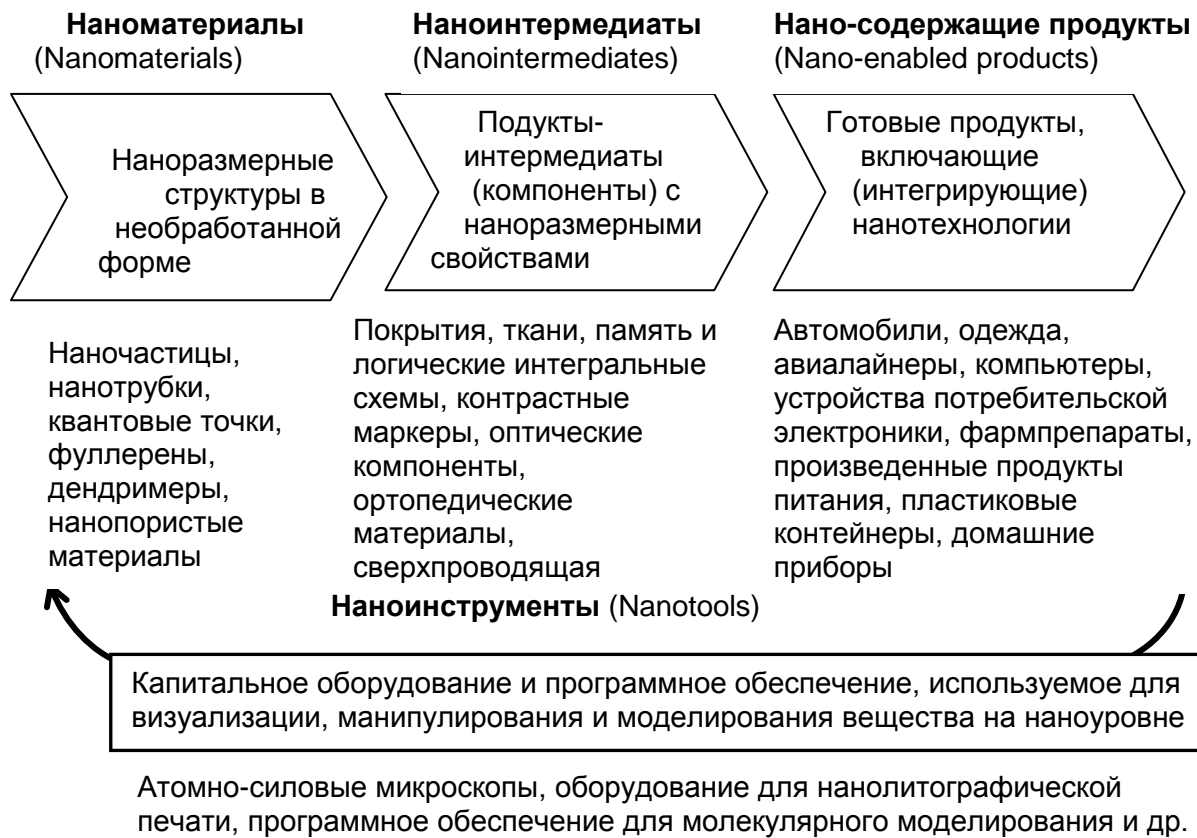 Наноматериалы
(Nanomaterials)
Наноразмерные
структуры в
необработанной
форме
Наночастицы,
нанотрубки,
квантовые точки,
фуллерены,
дендримеры,
нанопористые
материалы
Наноинтермедиаты
(Nanointermediates)
Подукты-
интермедиаты
(компоненты) с
наноразмерными
свойствами
Покрытия, ткани, память и
логические интегральные
схемы, контрастные
маркеры, оптические
компоненты,
ортопедические
материалы,
сверхпроводящая
Нано-содержащие продукты
(Nano-enabled products)
Готовые продукты,
включающие
(интегрирующие)
нанотехнологии
Автомобили, одежда,
авиалайнеры, компьютеры,
устройства потребительской
электроники, фармпрепараты,
произведенные продукты
питания, пластиковые
контейнеры, домашние
приборы
Наноинструменты (Nanotools)
Капитальное оборудование и программное обеспечение, используемое для
визуализации, манипулирования и моделирования вещества на наноуровне
Атомно-силовые микроскопы, оборудование для нанолитографической
печати, программное обеспечение для молекулярного моделирования и др.